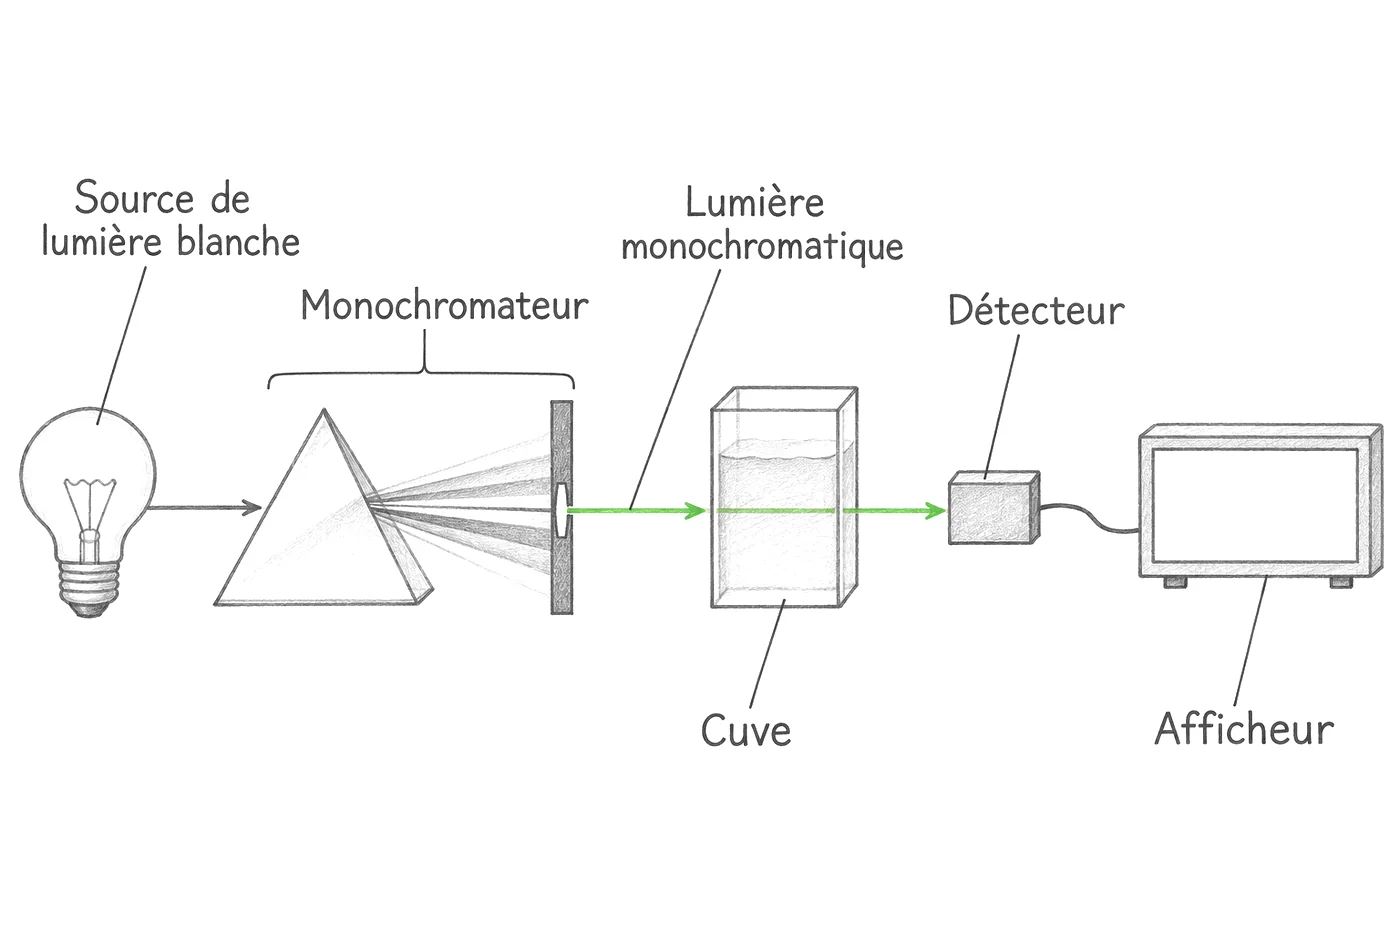 Source de
lumière blanche
Monochromateur
Lumière
monochromatique
Détecteur
Cuve
Afficheur